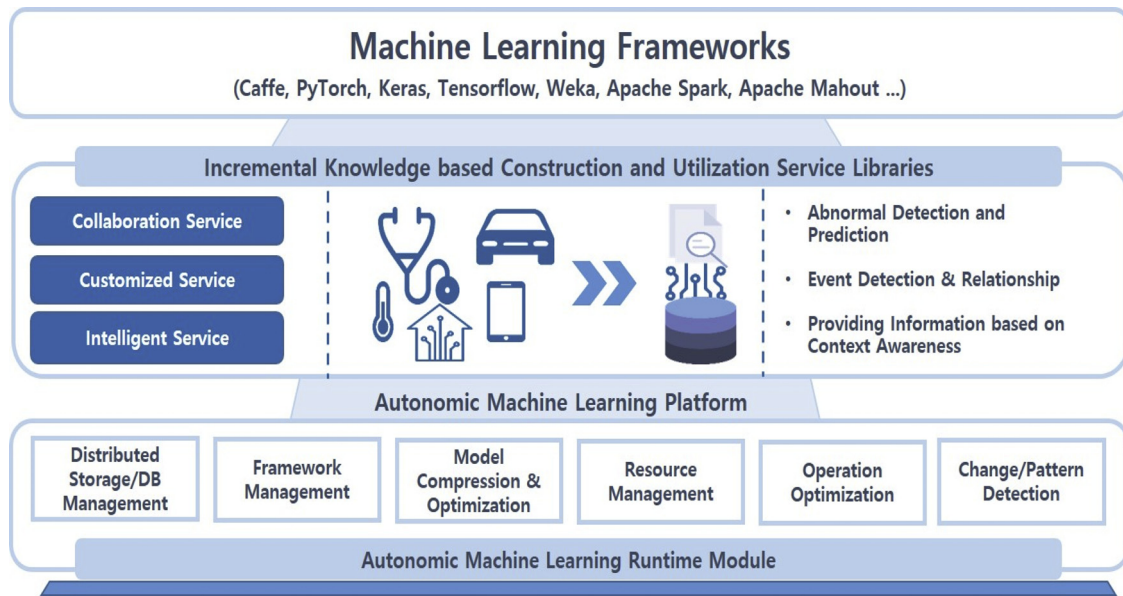 Machine Learning Frameworks
(Caffe, PyTorch, Keras, Tensorflow, Weka, Apache Spark, Apache Mahout ...)
Incremental Knowledge based Construction and Utilization Service Libraries
Collaboration Service
Customized Service
Intelligent Service
• Abnormal Detection and
Prediction
• Event Detection & Relationship
• Providing Information based on
Context Awareness
Autonomic Machine Learning Platform
Distributed
Storage/DB
Management
Framework
Management
Model
Compression &
Optimization
Resource
Management
Operation
Optimization
Change/Pattern
Detection
Autonomic Machine Learning Runtime Module